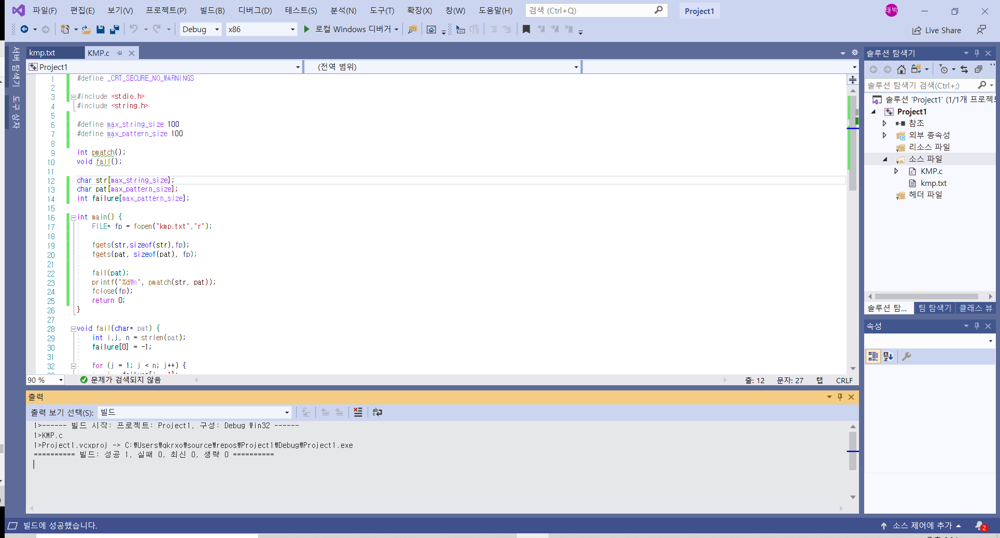 파일(F) 편집(E) 보기(V) 프로젝트(P) 빌드(B) 디버그(D) 테스트(S) 분석(N) 도구(T) 확장(X) 창(W) 도움말(H) 검색 (Ctrl+Q) Project1 태박
Debug x86 로컬 Windows 디버거 Live Share
서버 탐색기
도구 상자
kmp.txt KMP.c
Project1 (전역 범위)
1 #define _CRT_SECURE_NO_WARNINGS
2
3 #include <stdio.h>
4 #include <string.h>
5
6 #define max_string_size 100
7 #define max_pattern_size 100
8
9 int pmatch();
10 void fail();
11
12 char str[max_string_size];
13 char pat[max_pattern_size];
14 int failure[max_pattern_size];
15
16 int main() {
17 FILE* fp = fopen("kmp.txt","r");
18
19 fgets(str,sizeof(str),fp);
20 fgets(pat, sizeof(pat), fp);
21
22 fail(pat);
23 printf("%d₩n", pmatch(str, pat));
24 fclose(fp);
25 return 0;
26 }
27
28 void fail(char* pat) {
29 int i,j, n = strlen(pat);
30 failure[0] = -1;
31
32 for (j = 1; j < n; j++) {
90 % 문제가 검색되지 않음 줄: 12 문자: 27 탭 CRLF
출력
출력 보기 선택(S): 빌드
1>------ 빌드 시작: 프로젝트: Project1, 구성: Debug Win32 ------
1>KMP.c
1>Project1.vcxproj -> C:₩Users₩qkrxo₩source₩repos₩Project1₩Debug₩Project1.exe
========== 빌드: 성공 1, 실패 0, 최신 0, 생략 0 ==========
솔루션 탐색기
솔루션 탐색기 검색(Ctrl+;)
솔루션 'Project1' (1/1개 프로젝트
Project1
참조
외부 종속성
리소스 파일
소스 파일
KMP.c
kmp.txt
헤더 파일
솔루션 탐... 팀 탐색기 클래스 뷰
속성
빌드에 성공했습니다. 소스 제어에 추가 2